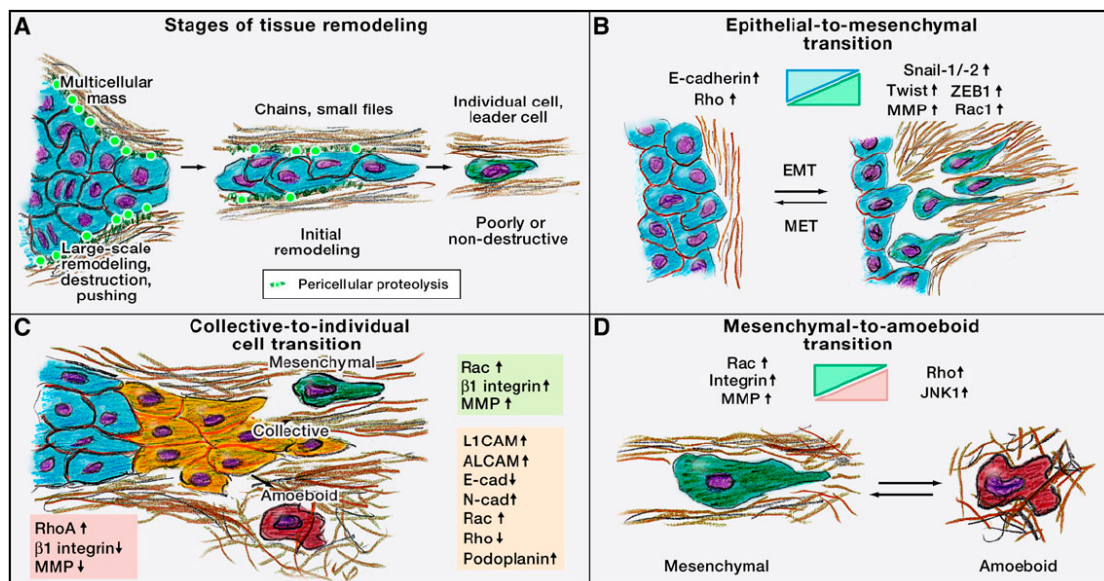 A
Stages of tissue remodeling
Multicellular
mass
Chains, small files
Individual cell,
leader cell
Large-scale
remodeling,
destruction,
pushing
Initial
remodeling
Poorly or
non-destructive
Pericellular proteolysis
B
Epithelial-to-mesenchymal
transition
E-cadherin↑
Rho ↑
Snail-1/-2 ↑
Twist↑ ZEB1 ↑
MMP ↑ Rac1 ↑
EMT
MET
C
Collective-to-individual
cell transition
Mesenchymal
Collective
Amoeboid
Rac ↑
β1 integrin↑
MMP ↑
L1CAM↑
ALCAM↑
E-cad↓
N-cad↑
Rac ↑
Rho ↓
Podoplanin↑
RhoA ↑
β1 integrin↓
MMP ↓
D
Mesenchymal-to-amoeboid
transition
Rac ↑
Integrin↑
MMP ↑
Rho↑
JNK1↑
Mesenchymal
Amoeboid